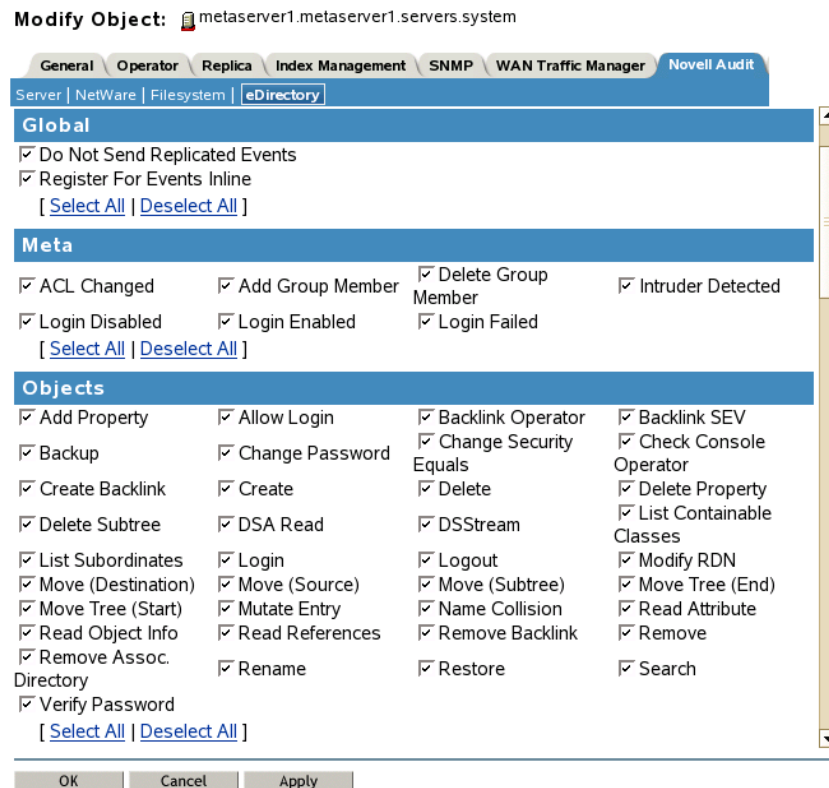 Modify Object: metaserver1.metaserver1.servers.system
General Operator Replica Index Management SNMP WAN Traffic Manager Novell Audit
Server | NetWare | Filesystem | eDirectory
Global
Do Not Send Replicated Events
Register For Events Inline
[ Select All | Deselect All ]
Meta
ACL Changed Add Group Member Delete Group Member Intruder Detected
Login Disabled Login Enabled Login Failed
[ Select All | Deselect All ]
Objects
Add Property Allow Login Backlink Operator Backlink SEV
Backup Change Password Change Security Equals Check Console Operator
Create Backlink Create Delete Delete Property
Delete Subtree DSA Read DSStream List Containable Classes
List Subordinates Login Logout Modify RDN
Move (Destination) Move (Source) Move (Subtree) Move Tree (End)
Move Tree (Start) Mutate Entry Name Collision Read Attribute
Read Object Info Read References Remove Backlink Remove
Remove Assoc. Directory Rename Restore Search
Verify Password
[ Select All | Deselect All ]
OK Cancel Apply